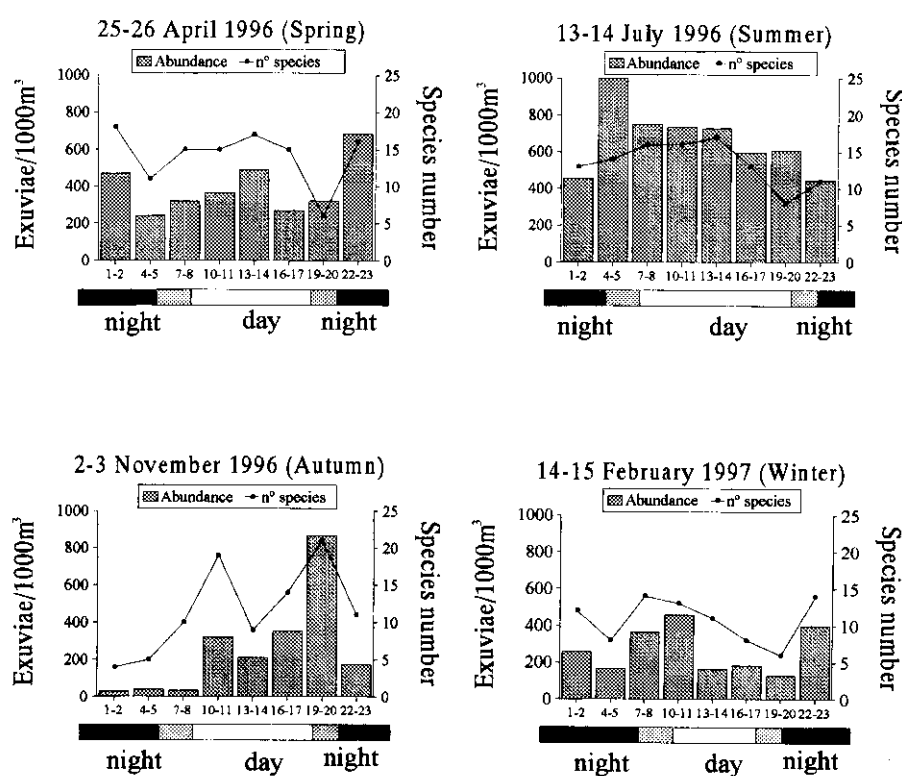 25-26 April 1996 (Spring)
Abundance n° species
Exuviae/1000m³
1000
800
600
400
200
0
25
20
15
10
5
0
Species number
1-2 4-5 7-8 10-11 13-14 16-17 19-20 22-23
night day night
13-14 July 1996 (Summer)
Abundance n° species
Exuviae/1000m³
1000
800
600
400
200
0
25
20
15
10
5
0
Species number
1-2 4-5 7-8 10-11 13-14 16-17 19-20 22-23
night day night
2-3 November 1996 (Autumn)
Abundance n° species
Exuviae/1000m³
1000
800
600
400
200
0
25
20
15
10
5
0
Species number
1-2 4-5 7-8 10-11 13-14 16-17 19-20 22-23
night day night
14-15 February 1997 (Winter)
Abundance n° species
Exuviae/1000m³
1000
800
600
400
200
0
25
20
15
10
5
0
Species number
1-2 4-5 7-8 10-11 13-14 16-17 19-20 22-23
night day night